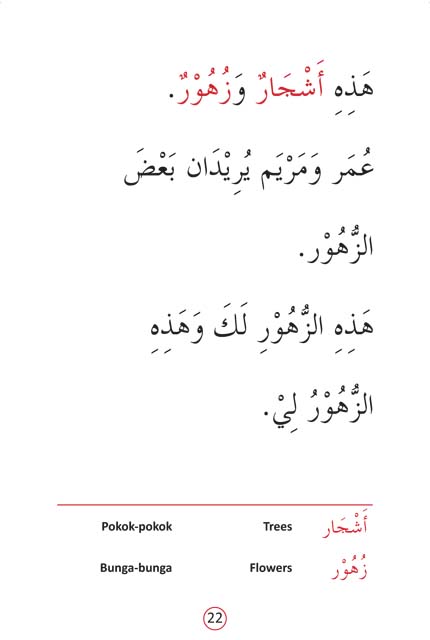 هَذِهِ أَشْجَارٌ وَزُهُوْرٌ.
عُمَر وَمَرْيَم يُرِيْدَان بَعْضَ
الزُّهُوْر.
هَذِهِ الزُّهُوْرِ لَكَ وَهَذِهِ
الزُّهُوْرُ لِيْ.
أَشْجَار Trees Pokok-pokok
زُهُوْر Flowers Bunga-bunga
22